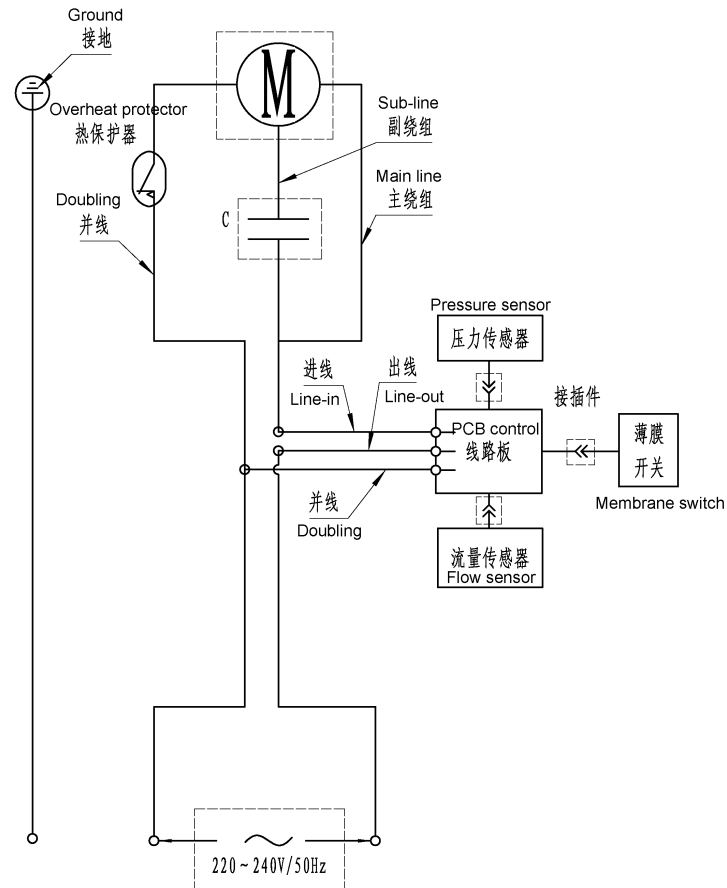 Ground
接地
M
Overheat protector
热保护器
Sub-line
副绕组
Doubling
并线
Main line
主绕组
C
Pressure sensor
压力传感器
进线
Line-in
出线
Line-out
接插件
PCB control
线路板
薄膜
开关
Membrane switch
并线
Doubling
流量传感器
Flow sensor
220~240V/50Hz